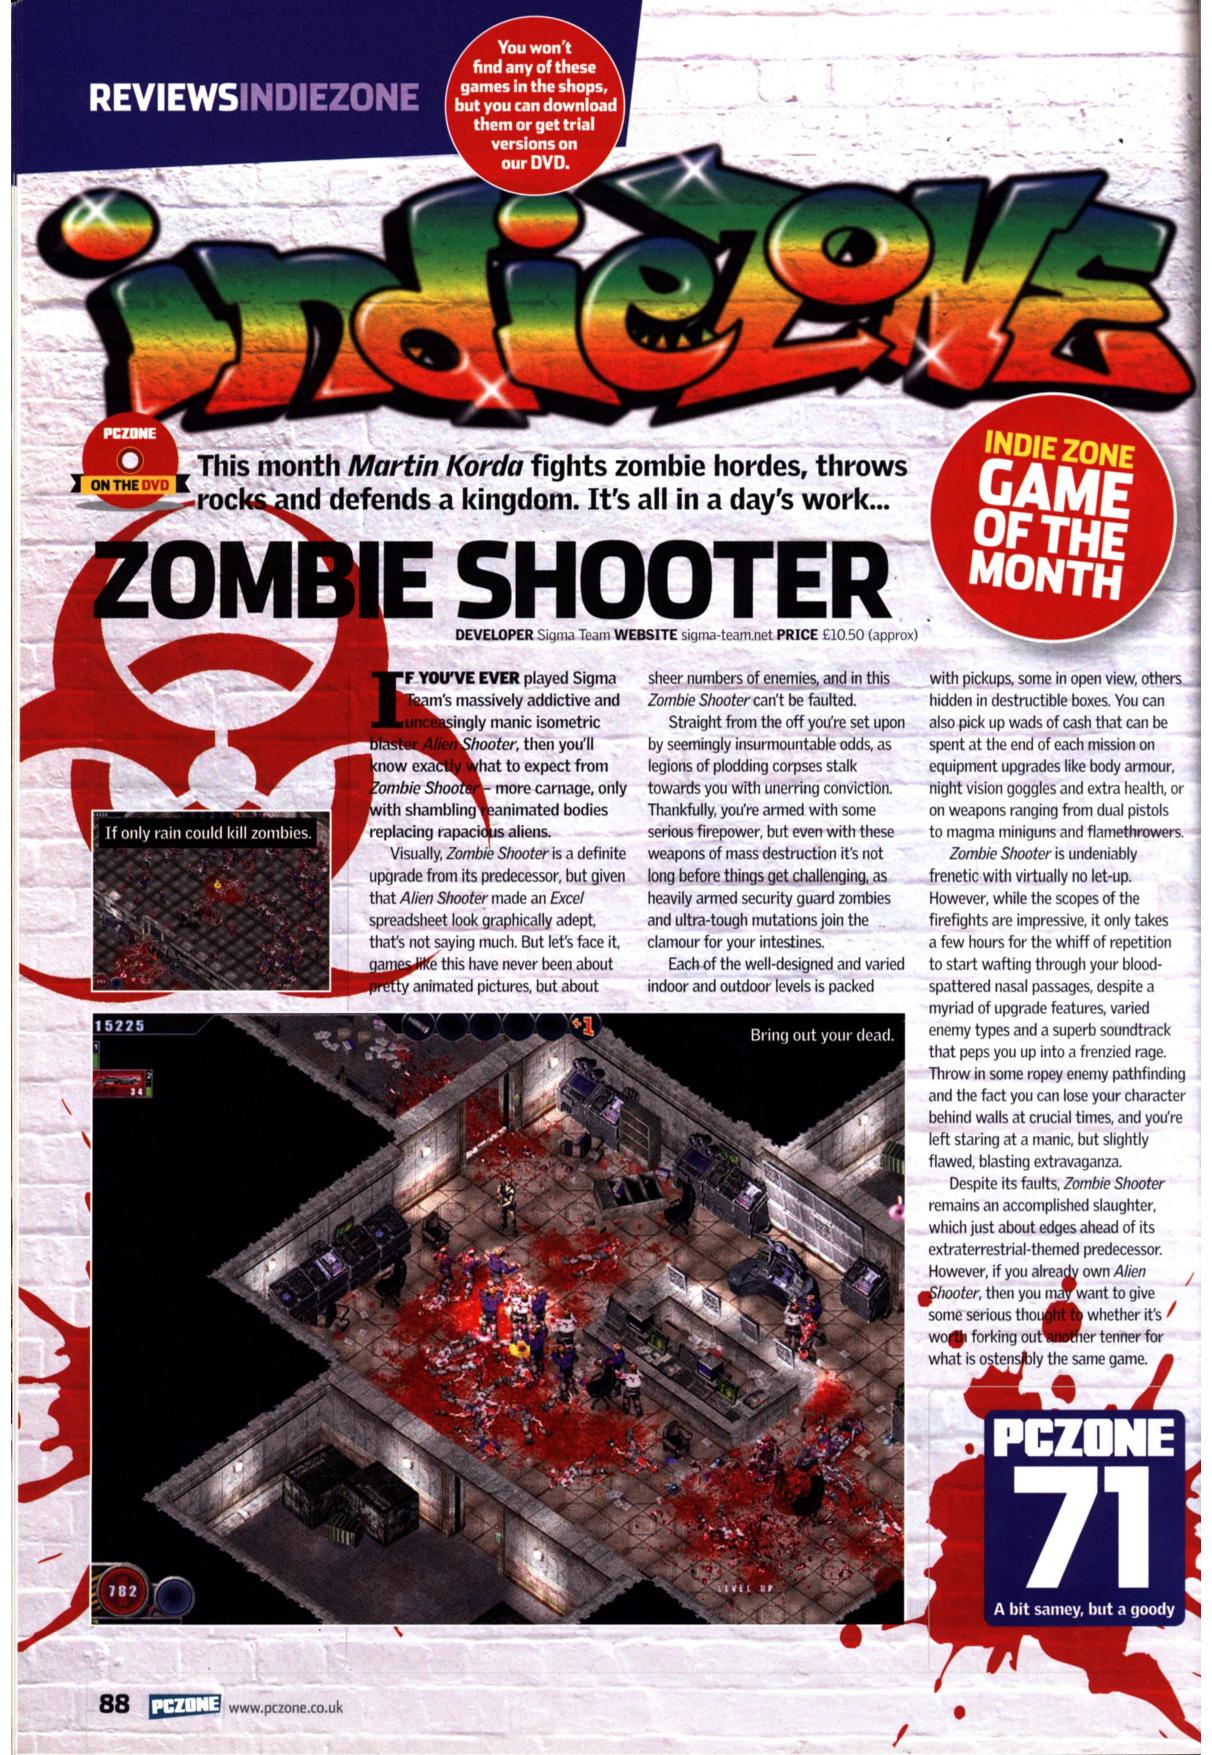 REVIEWSINDIEZONE
You won't
find any of these
games in the shops,
but you can download
them or get trial
versions on
our DVD.
indiezone
PCZONE
ON THE DVD
This month Martin Korda fights zombie hordes, throws
rocks and defends a kingdom. It's all in a day's work...
INDIE ZONE
GAME
OF THE
MONTH
ZOMBIE SHOOTER
DEVELOPER Sigma Team WEBSITE sigma-team.net PRICE £10.50 (approx)
IF YOU'VE EVER played Sigma
Team's massively addictive and
unceasingly manic isometric
blaster Alien Shooter, then you'll
know exactly what to expect from
Zombie Shooter – more carnage, only
with shambling reanimated bodies
replacing rapacious aliens.
Visually, Zombie Shooter is a definite
upgrade from its predecessor, but given
that Alien Shooter made an Excel
spreadsheet look graphically adept,
that's not saying much. But let's face it,
games like this have never been about
pretty animated pictures, but about
sheer numbers of enemies, and in this
Zombie Shooter can't be faulted.
Straight from the off you're set upon
by seemingly insurmountable odds, as
legions of plodding corpses stalk
towards you with unerring conviction.
Thankfully, you're armed with some
serious firepower, but even with these
weapons of mass destruction it's not
long before things get challenging, as
heavily armed security guard zombies
and ultra-tough mutations join the
clamour for your intestines.
Each of the well-designed and varied
indoor and outdoor levels is packed
with pickups, some in open view, others
hidden in destructible boxes. You can
also pick up wads of cash that can be
spent at the end of each mission on
equipment upgrades like body armour,
night vision goggles and extra health, or
on weapons ranging from dual pistols
to magma miniguns and flamethrowers.
Zombie Shooter is undeniably
frenetic with virtually no let-up.
However, while the scopes of the
firefights are impressive, it only takes
a few hours for the whiff of repetition
to start wafting through your blood-
spattered nasal passages, despite a
myriad of upgrade features, varied
enemy types and a superb soundtrack
that peps you up into a frenzied rage.
Throw in some ropey enemy pathfinding
and the fact you can lose your character
behind walls at crucial times, and you're
left staring at a manic, but slightly
flawed, blasting extravaganza.
Despite its faults, Zombie Shooter
remains an accomplished slaughter,
which just about edges ahead of its
extraterrestrial-themed predecessor.
However, if you already own Alien
Shooter, then you may want to give
some serious thought to whether it's
worth forking out another tenner for
what is ostensibly the same game.
If only rain could kill zombies.
15225
+1
Bring out your dead.
34
782
LEVEL UP
PCZONE
71
A bit samey, but a goody
88 PCZONE www.pczone.co.uk